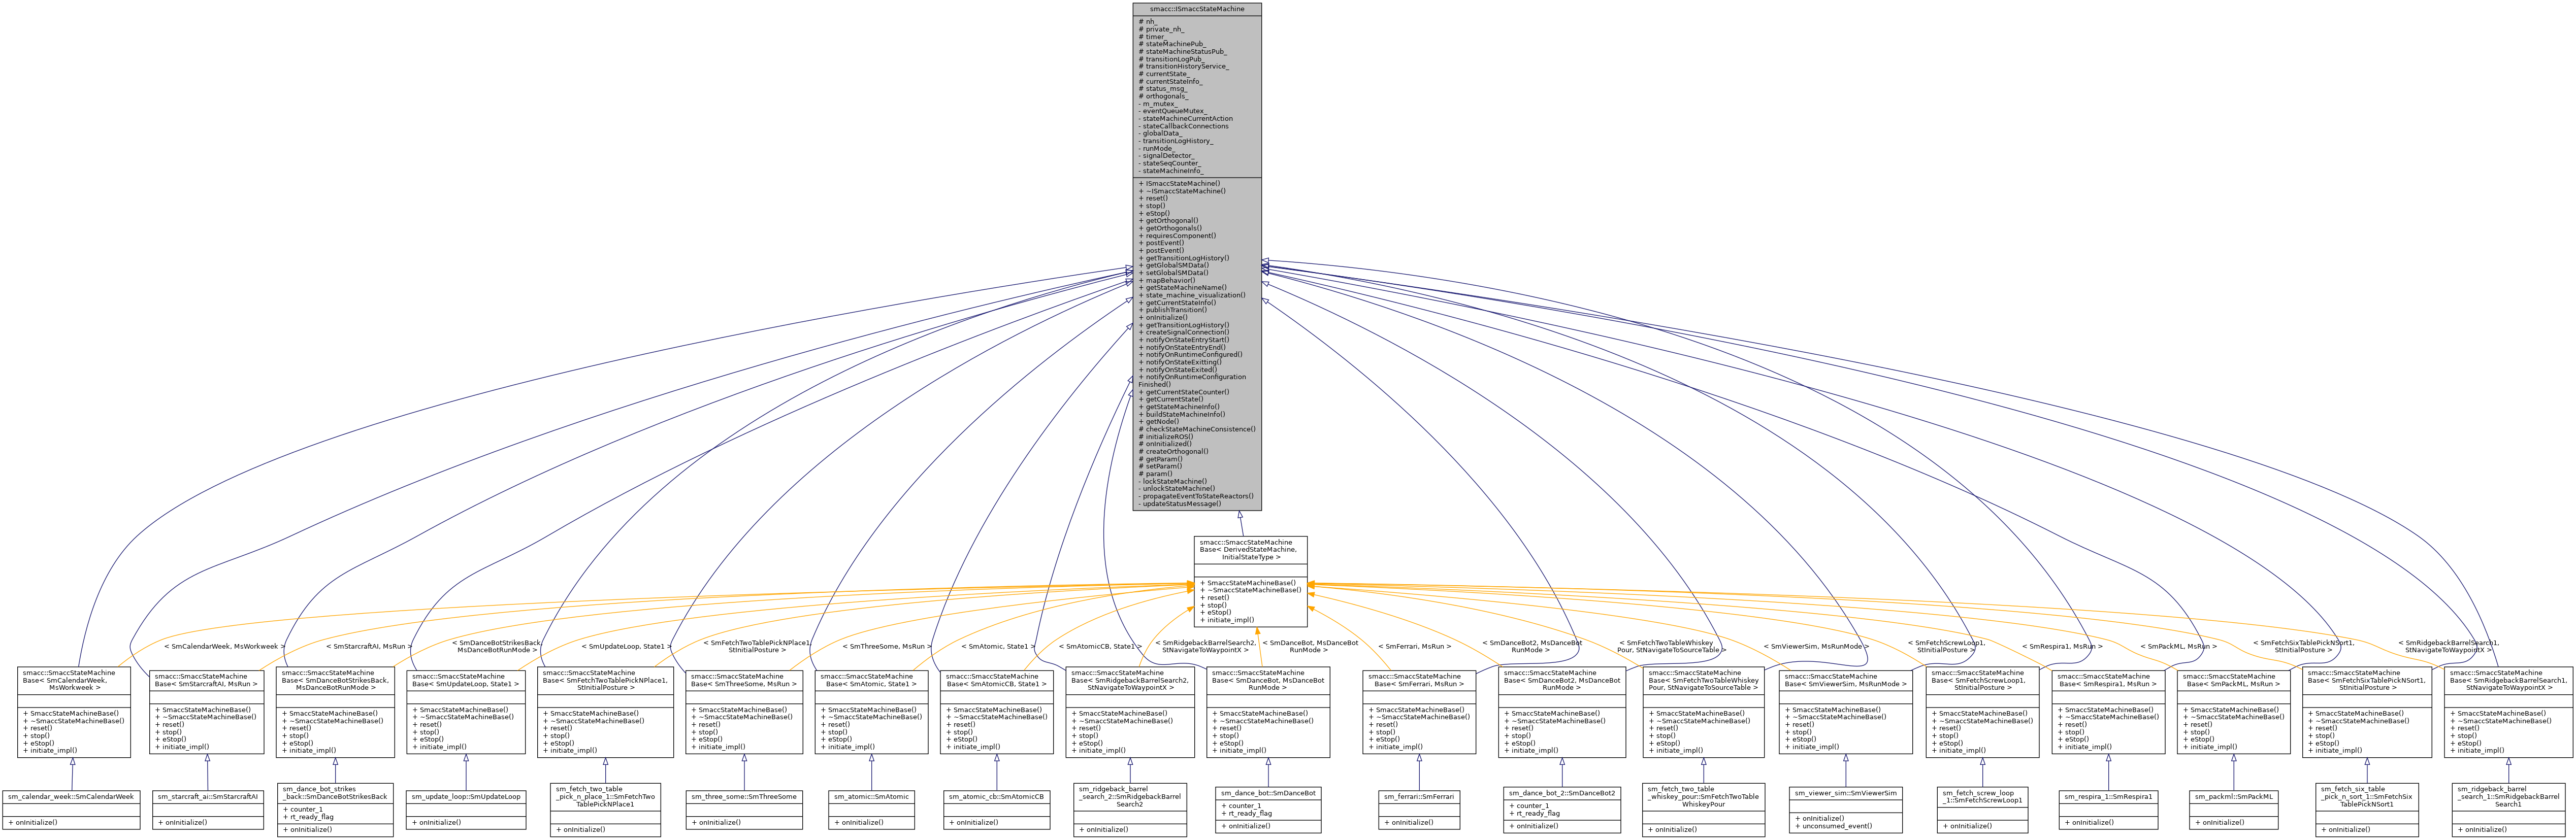 smacc::ISmaccStateMachine
# nh_
# private_nh_
# timer_
# stateMachinePub_
# stateMachineStatusPub_
# transitionLogPub_
# transitionHistoryService_
# currentState_
# currentStateInfo_
# status_msg_
# orthogonals_
- m_mutex_
- eventQueueMutex_
- stateMachineCurrentAction
- stateCallbackConnections
- globalData_
- transitionLogHistory_
- runMode_
- signalDetector_
- stateSeqCounter_
- stateMachineInfo_
+ ISmaccStateMachine()
+ ~ISmaccStateMachine()
+ reset()
+ stop()
+ eStop()
+ getOrthogonal()
+ getOrthogonals()
+ requiresComponent()
+ postEvent()
+ postEvent()
+ getTransitionLogHistory()
+ getGlobalSMData()
+ setGlobalSMData()
+ mapBehavior()
+ getStateMachineName()
+ state_machine_visualization()
+ getCurrentStateInfo()
+ publishTransition()
+ onInitialize()
+ getTransitionLogHistory()
+ createSignalConnection()
+ notifyOnStateEntryStart()
+ notifyOnStateEntryEnd()
+ notifyOnRuntimeConfigured()
+ notifyOnStateExitting()
+ notifyOnStateExited()
+ notifyOnRuntimeConfiguration
Finished()
+ getCurrentStateCounter()
+ getCurrentState()
+ getStateMachineInfo()
+ buildStateMachineInfo()
+ getNode()
# checkStateMachineConsistence()
# initializeROS()
# onInitialized()
# createOrthogonal()
# getParam()
# setParam()
# param()
- lockStateMachine()
- unlockStateMachine()
- propagateEventToStateReactors()
- updateStatusMessage()
smacc::SmaccStateMachine
Base< DerivedStateMachine,
InitialStateType >
+ SmaccStateMachineBase()
+ ~SmaccStateMachineBase()
+ reset()
+ stop()
+ eStop()
+ initiate_impl()
< SmCalendarWeek, MsWorkweek >
< SmStarcraftAI, MsRun >
< SmDanceBotStrikesBack,
MsDanceBotRunMode >
< SmUpdateLoop, State1 >
< SmFetchTwoTablePickNPlace1,
StInitialPosture >
< SmThreeSome, MsRun >
< SmAtomic, State1 >
< SmAtomicCB, State1 >
< SmRidgebackBarrelSearch2,
StNavigateToWaypointX >
< SmDanceBot, MsDanceBot
RunMode >
< SmFerrari, MsRun >
< SmDanceBot2, MsDanceBot
RunMode >
< SmFetchTwoTableWhiskey
Pour, StNavigateToSourceTable >
< SmViewerSim, MsRunMode >
< SmFetchScrewLoop1,
StInitialPosture >
< SmRespira1, MsRun >
< SmPackML, MsRun >
< SmFetchSixTablePickNSort1,
StInitialPosture >
< SmRidgebackBarrelSearch1,
StNavigateToWaypointX >
smacc::SmaccStateMachine
Base< SmCalendarWeek,
MsWorkweek >
+ SmaccStateMachineBase()
+ ~SmaccStateMachineBase()
+ reset()
+ stop()
+ eStop()
+ initiate_impl()
smacc::SmaccStateMachine
Base< SmStarcraftAI, MsRun >
+ SmaccStateMachineBase()
+ ~SmaccStateMachineBase()
+ reset()
+ stop()
+ eStop()
+ initiate_impl()
smacc::SmaccStateMachine
Base< SmDanceBotStrikesBack,
MsDanceBotRunMode >
+ SmaccStateMachineBase()
+ ~SmaccStateMachineBase()
+ reset()
+ stop()
+ eStop()
+ initiate_impl()
smacc::SmaccStateMachine
Base< SmUpdateLoop, State1 >
+ SmaccStateMachineBase()
+ ~SmaccStateMachineBase()
+ reset()
+ stop()
+ eStop()
+ initiate_impl()
smacc::SmaccStateMachine
Base< SmFetchTwoTablePickNPlace1,
StInitialPosture >
+ SmaccStateMachineBase()
+ ~SmaccStateMachineBase()
+ reset()
+ stop()
+ eStop()
+ initiate_impl()
smacc::SmaccStateMachine
Base< SmThreeSome, MsRun >
+ SmaccStateMachineBase()
+ ~SmaccStateMachineBase()
+ reset()
+ stop()
+ eStop()
+ initiate_impl()
smacc::SmaccStateMachine
Base< SmAtomic, State1 >
+ SmaccStateMachineBase()
+ ~SmaccStateMachineBase()
+ reset()
+ stop()
+ eStop()
+ initiate_impl()
smacc::SmaccStateMachine
Base< SmAtomicCB, State1 >
+ SmaccStateMachineBase()
+ ~SmaccStateMachineBase()
+ reset()
+ stop()
+ eStop()
+ initiate_impl()
smacc::SmaccStateMachine
Base< SmRidgebackBarrelSearch2,
StNavigateToWaypointX >
+ SmaccStateMachineBase()
+ ~SmaccStateMachineBase()
+ reset()
+ stop()
+ eStop()
+ initiate_impl()
smacc::SmaccStateMachine
Base< SmDanceBot, MsDanceBot
RunMode >
+ SmaccStateMachineBase()
+ ~SmaccStateMachineBase()
+ reset()
+ stop()
+ eStop()
+ initiate_impl()
smacc::SmaccStateMachine
Base< SmFerrari, MsRun >
+ SmaccStateMachineBase()
+ ~SmaccStateMachineBase()
+ reset()
+ stop()
+ eStop()
+ initiate_impl()
smacc::SmaccStateMachine
Base< SmDanceBot2, MsDanceBot
RunMode >
+ SmaccStateMachineBase()
+ ~SmaccStateMachineBase()
+ reset()
+ stop()
+ eStop()
+ initiate_impl()
smacc::SmaccStateMachine
Base< SmFetchTwoTableWhiskey
Pour, StNavigateToSourceTable >
+ SmaccStateMachineBase()
+ ~SmaccStateMachineBase()
+ reset()
+ stop()
+ eStop()
+ initiate_impl()
smacc::SmaccStateMachine
Base< SmViewerSim, MsRunMode >
+ SmaccStateMachineBase()
+ ~SmaccStateMachineBase()
+ reset()
+ stop()
+ eStop()
+ initiate_impl()
smacc::SmaccStateMachine
Base< SmFetchScrewLoop1,
StInitialPosture >
+ SmaccStateMachineBase()
+ ~SmaccStateMachineBase()
+ reset()
+ stop()
+ eStop()
+ initiate_impl()
smacc::SmaccStateMachine
Base< SmRespira1, MsRun >
+ SmaccStateMachineBase()
+ ~SmaccStateMachineBase()
+ reset()
+ stop()
+ eStop()
+ initiate_impl()
smacc::SmaccStateMachine
Base< SmPackML, MsRun >
+ SmaccStateMachineBase()
+ ~SmaccStateMachineBase()
+ reset()
+ stop()
+ eStop()
+ initiate_impl()
smacc::SmaccStateMachine
Base< SmFetchSixTablePickNSort1,
StInitialPosture >
+ SmaccStateMachineBase()
+ ~SmaccStateMachineBase()
+ reset()
+ stop()
+ eStop()
+ initiate_impl()
smacc::SmaccStateMachine
Base< SmRidgebackBarrelSearch1,
StNavigateToWaypointX >
+ SmaccStateMachineBase()
+ ~SmaccStateMachineBase()
+ reset()
+ stop()
+ eStop()
+ initiate_impl()
sm_calendar_week::SmCalendarWeek
+ onInitialize()
sm_starcraft_ai::SmStarcraftAI
+ onInitialize()
sm_dance_bot_strikes
_back::SmDanceBotStrikesBack
+ counter_1
+ rt_ready_flag
+ onInitialize()
sm_update_loop::SmUpdateLoop
+ onInitialize()
sm_fetch_two_table
_pick_n_place_1::SmFetchTwo
TablePickNPlace1
+ onInitialize()
sm_three_some::SmThreeSome
+ onInitialize()
sm_atomic::SmAtomic
+ onInitialize()
sm_atomic_cb::SmAtomicCB
+ onInitialize()
sm_ridgeback_barrel
_search_2::SmRidgebackBarrel
Search2
+ onInitialize()
sm_dance_bot::SmDanceBot
+ counter_1
+ rt_ready_flag
+ onInitialize()
sm_ferrari::SmFerrari
+ onInitialize()
sm_dance_bot_2::SmDanceBot2
+ counter_1
+ rt_ready_flag
+ onInitialize()
sm_fetch_two_table
_whiskey_pour::SmFetchTwoTable
WhiskeyPour
+ onInitialize()
sm_viewer_sim::SmViewerSim
+ onInitialize()
+ unconsumed_event()
sm_fetch_screw_loop
_1::SmFetchScrewLoop1
+ onInitialize()
sm_respira_1::SmRespira1
+ onInitialize()
sm_packml::SmPackML
+ onInitialize()
sm_fetch_six_table
_pick_n_sort_1::SmFetchSix
TablePickNSort1
+ onInitialize()
sm_ridgeback_barrel
_search_1::SmRidgebackBarrel
Search1
+ onInitialize()